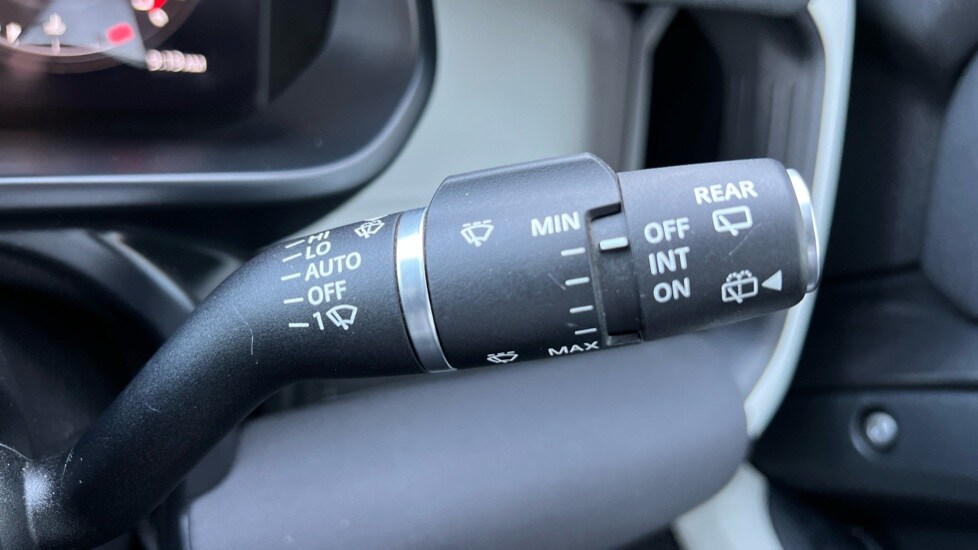 HI
LO
AUTO
OFF
1
MIN
MAX
REAR
OFF
INT
ON